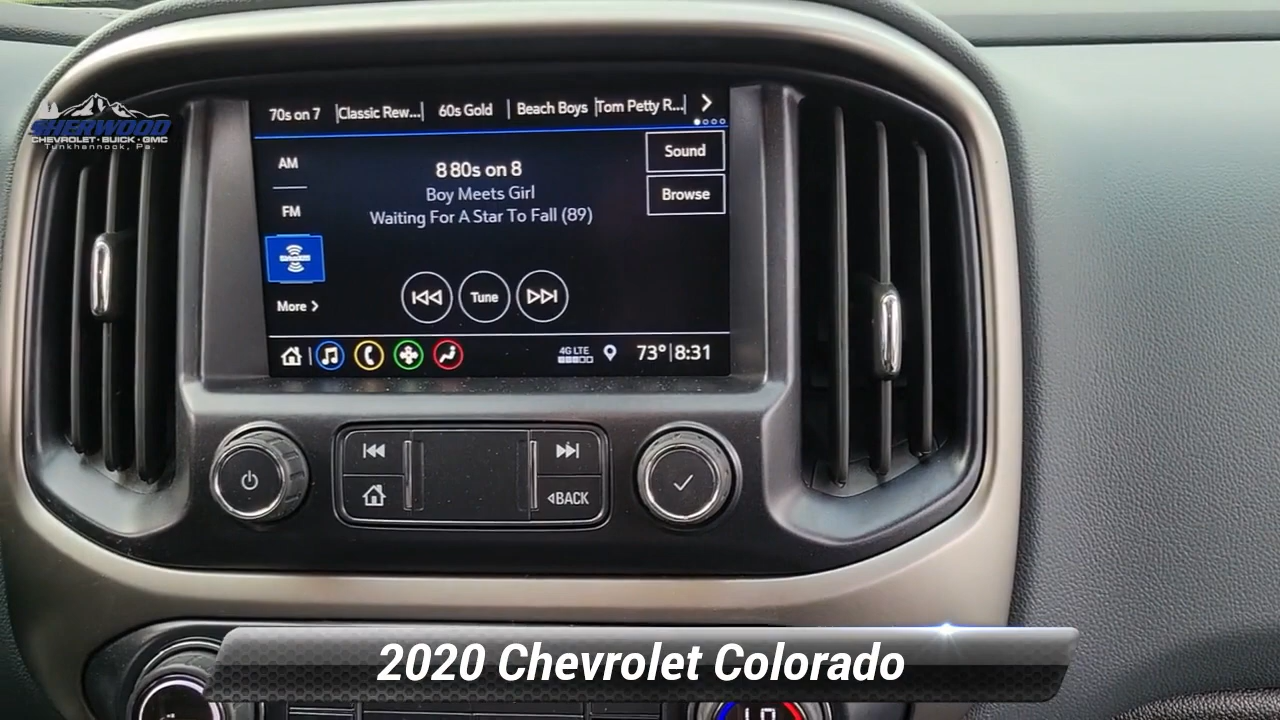 70s on 7 Classic Rew... 60s Gold Beach Boys Tom Petty R...
SHERWOOD
CHEVROLET • BUICK • GMC
Tunkhannock, Pa.
AM
8 80s on 8
Sound
Boy Meets Girl
Browse
FM
Waiting For A Star To Fall (89)
More
Tune
4G LTE
73° 8:31
BACK
2020 Chevrolet Colorado